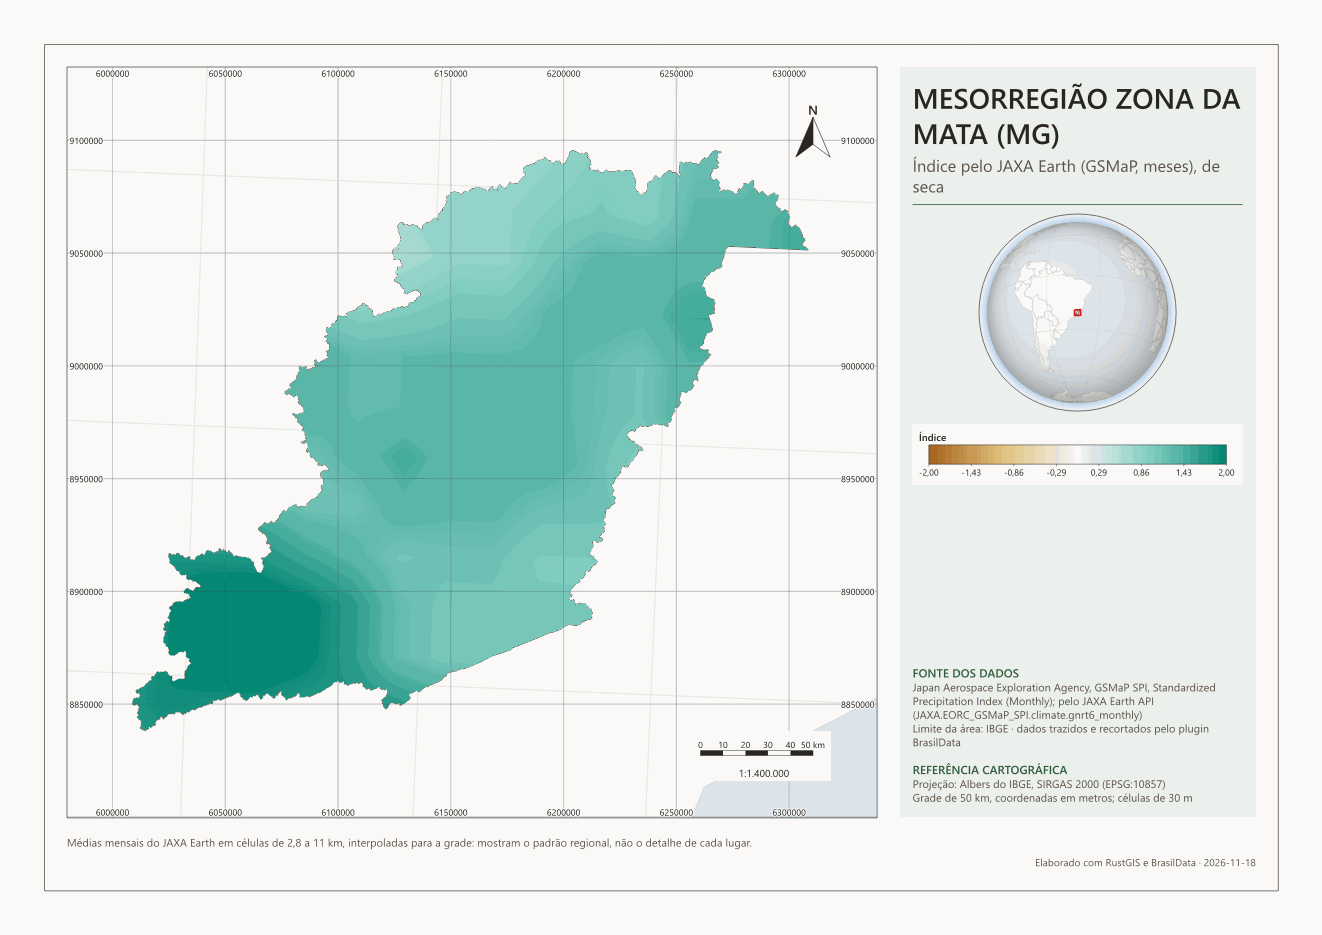 6000000 6050000 6100000 6150000 6200000 6250000 6300000
N
9100000 9100000
9050000 9050000
9000000 9000000
8950000 8950000
8900000 8900000
8850000 8850000
0 10 20 30 40 50 km
1:1.400.000
6000000 6050000 6100000 6150000 6200000 6250000 6300000
MESORREGIÃO ZONA DA
MATA (MG)
Índice pelo JAXA Earth (GSMaP, meses), de
seca
Índice
-2,00 -1,43 -0,86 -0,29 0,29 0,86 1,43 2,00
FONTE DOS DADOS
Japan Aerospace Exploration Agency, GSMaP SPI, Standardized
Precipitation Index (Monthly); pelo JAXA Earth API
(JAXA.EORC_GSMaP_SPI.climate.gnrt6_monthly)
Limite da área: IBGE · dados trazidos e recortados pelo plugin
BrasilData
REFERÊNCIA CARTOGRÁFICA
Projeção: Albers do IBGE, SIRGAS 2000 (EPSG:10857)
Grade de 50 km, coordenadas em metros; células de 30 m
Médias mensais do JAXA Earth em células de 2,8 a 11 km, interpoladas para a grade: mostram o padrão regional, não o detalhe de cada lugar.
Elaborado com RustGIS e BrasilData · 2026-11-18